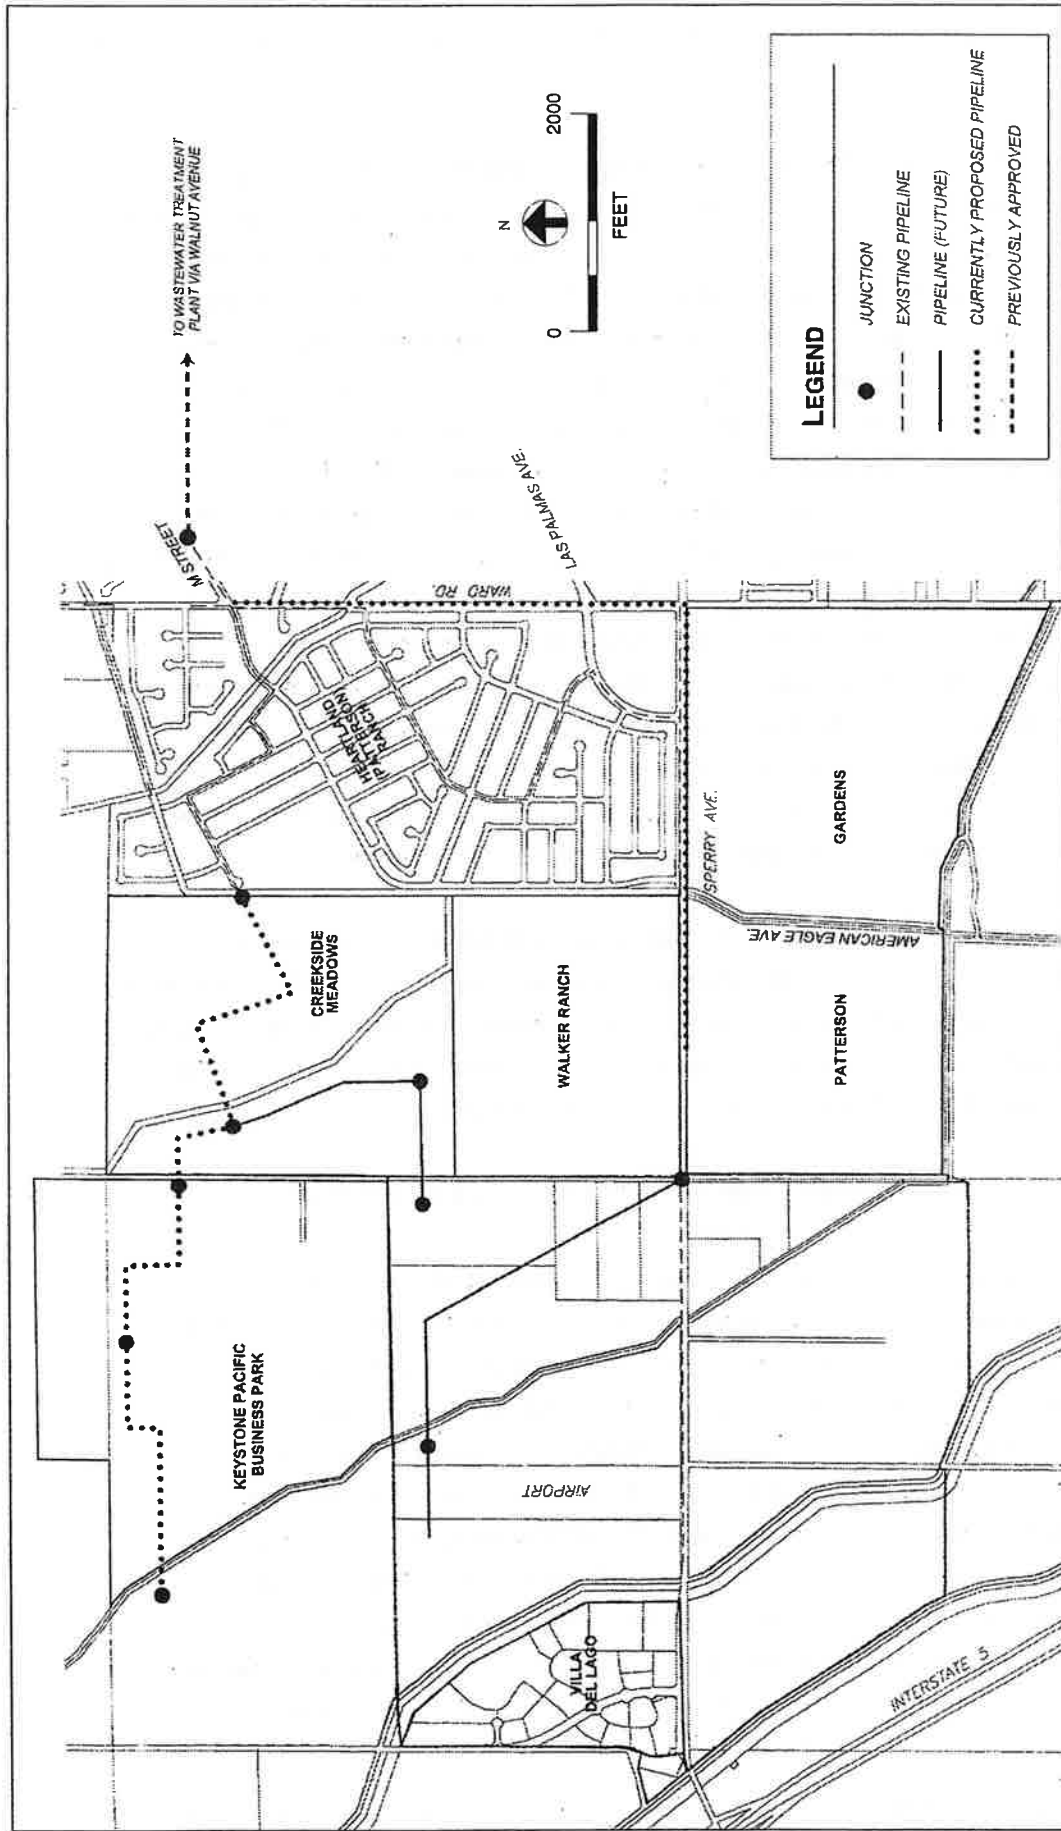 TO WASTEWATER TREATMENT
PLANT VIA WALNUT AVENUE
M STREET
WARD RD.
LAS PALMAS AVE.
HEARTLAND
(PATTERSON
RANCH)
CREEKSIDE
MEADOWS
WALKER RANCH
SPERRY AVE.
GARDENS
AMERICAN EAGLE AVE.
PATTERSON
KEYSTONE PACIFIC
BUSINESS PARK
AIRPORT
VILLA
DEL LAGO
INTERSTATE 5
N
0
2000
FEET
LEGEND
JUNCTION
EXISTING PIPELINE
PIPELINE (FUTURE)
CURRENTLY PROPOSED PIPELINE
PREVIOUSLY APPROVED